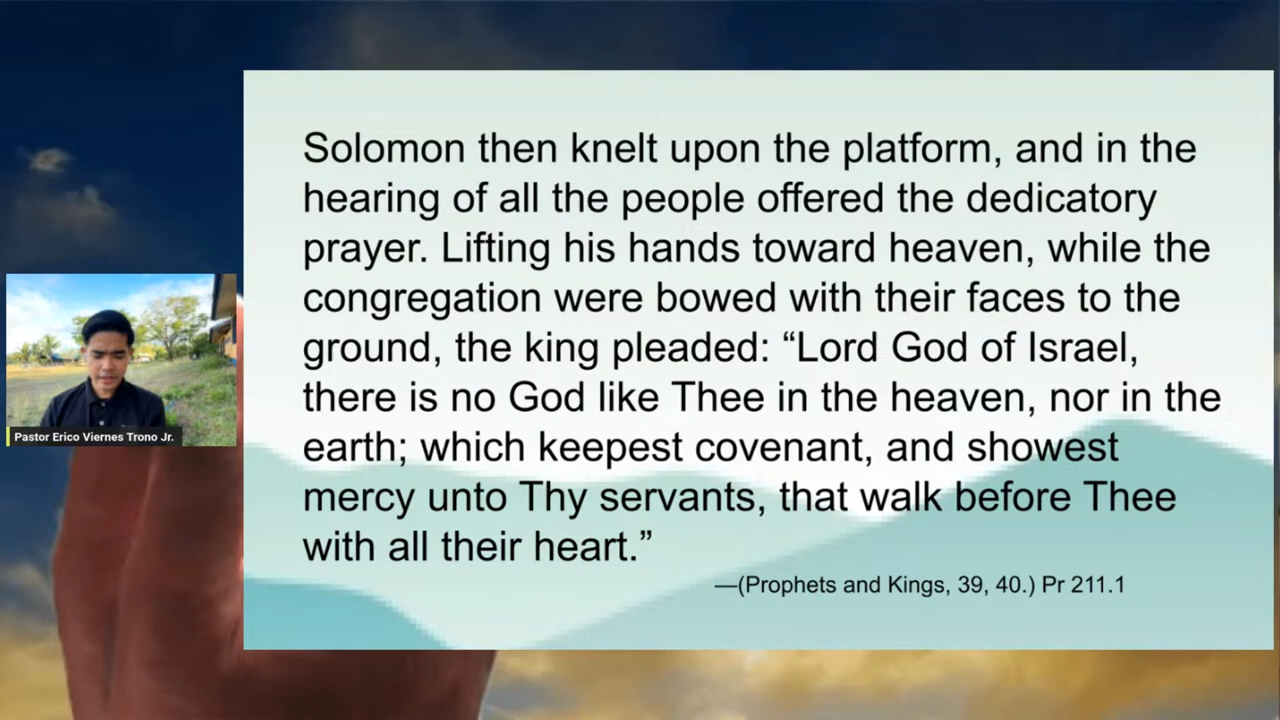 Solomon then knelt upon the platform, and in the
hearing of all the people offered the dedicatory
prayer. Lifting his hands toward heaven, while the
congregation were bowed with their faces to the
ground, the king pleaded: “Lord God of Israel,
there is no God like Thee in the heaven, nor in the
earth; which keepest covenant, and showest
mercy unto Thy servants, that walk before Thee
with all their heart.”
—(Prophets and Kings, 39, 40.) Pr 211.1
Pastor Erico Viernes Trono Jr.